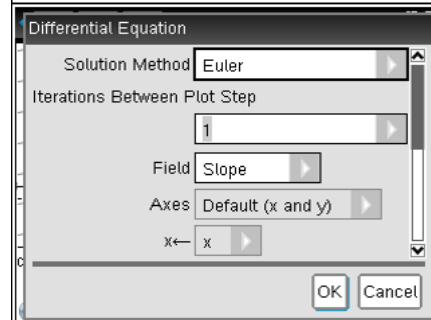 Differential Equation
Solution Method Euler
Iterations Between Plot Step
1
Field Slope
Axes Default (x and y)
x← x
OK Cancel